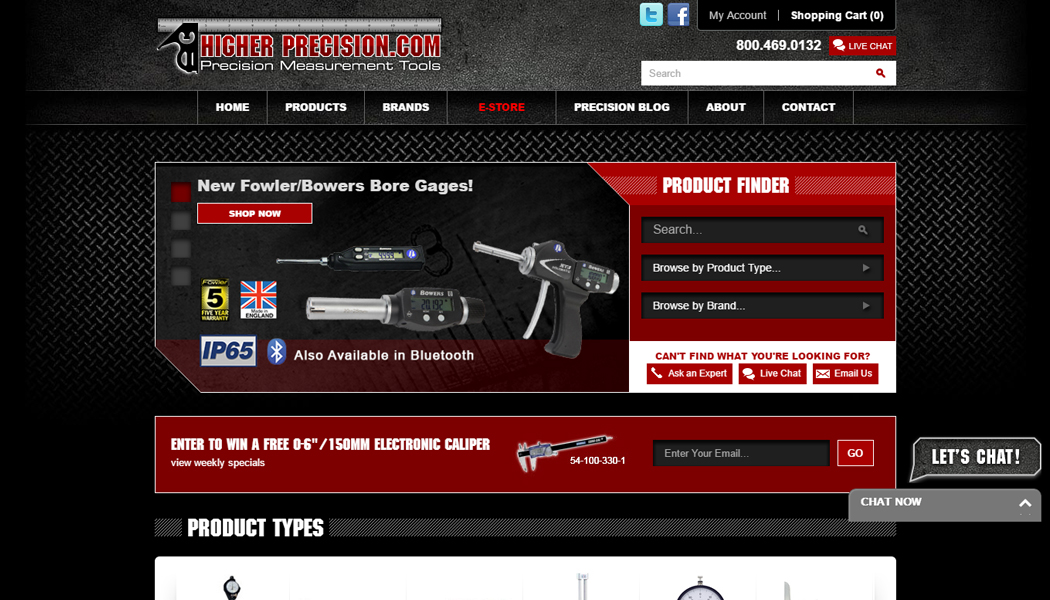 HIGHER PRECISION.COM
Precision Measurement Tools
My Account
Shopping Cart (0)
800.469.0132
LIVE CHAT
Search
HOME
PRODUCTS
BRANDS
E-STORE
PRECISION BLOG
ABOUT
CONTACT
New Fowler/Bowers Bore Gages!
SHOP NOW
Fowler
5
FIVE YEAR
WARRANTY
Made in
ENGLAND
BOWERS
IP65
Also Available in Bluetooth
PRODUCT FINDER
Search...
Browse by Product Type...
Browse by Brand...
CAN'T FIND WHAT YOU'RE LOOKING FOR?
Ask an Expert
Live Chat
Email Us
ENTER TO WIN A FREE 0-6"/150MM ELECTRONIC CALIPER
view weekly specials
54-100-330-1
Enter Your Email...
GO
LET'S CHAT!
CHAT NOW
PRODUCT TYPES